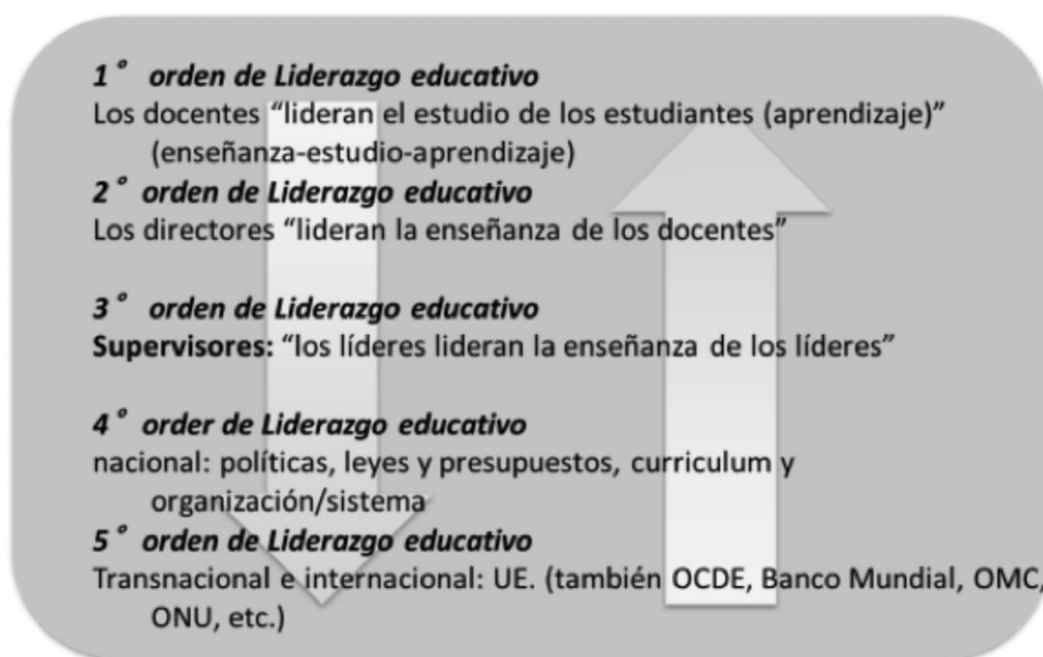 1° orden de Liderazgo educativo
Los docentes “lideran el estudio de los estudiantes (aprendizaje)”
(enseñanza-estudio-aprendizaje)
2° orden de Liderazgo educativo
Los directores “lideran la enseñanza de los docentes”
3° orden de Liderazgo educativo
Supervisores: “los líderes lideran la enseñanza de los líderes”
4° order de Liderazgo educativo
nacional: políticas, leyes y presupuestos, curriculum y
organización/sistema
5° orden de Liderazgo educativo
Transnacional e internacional: UE. (también OCDE, Banco Mundial, OMC,
ONU, etc.)